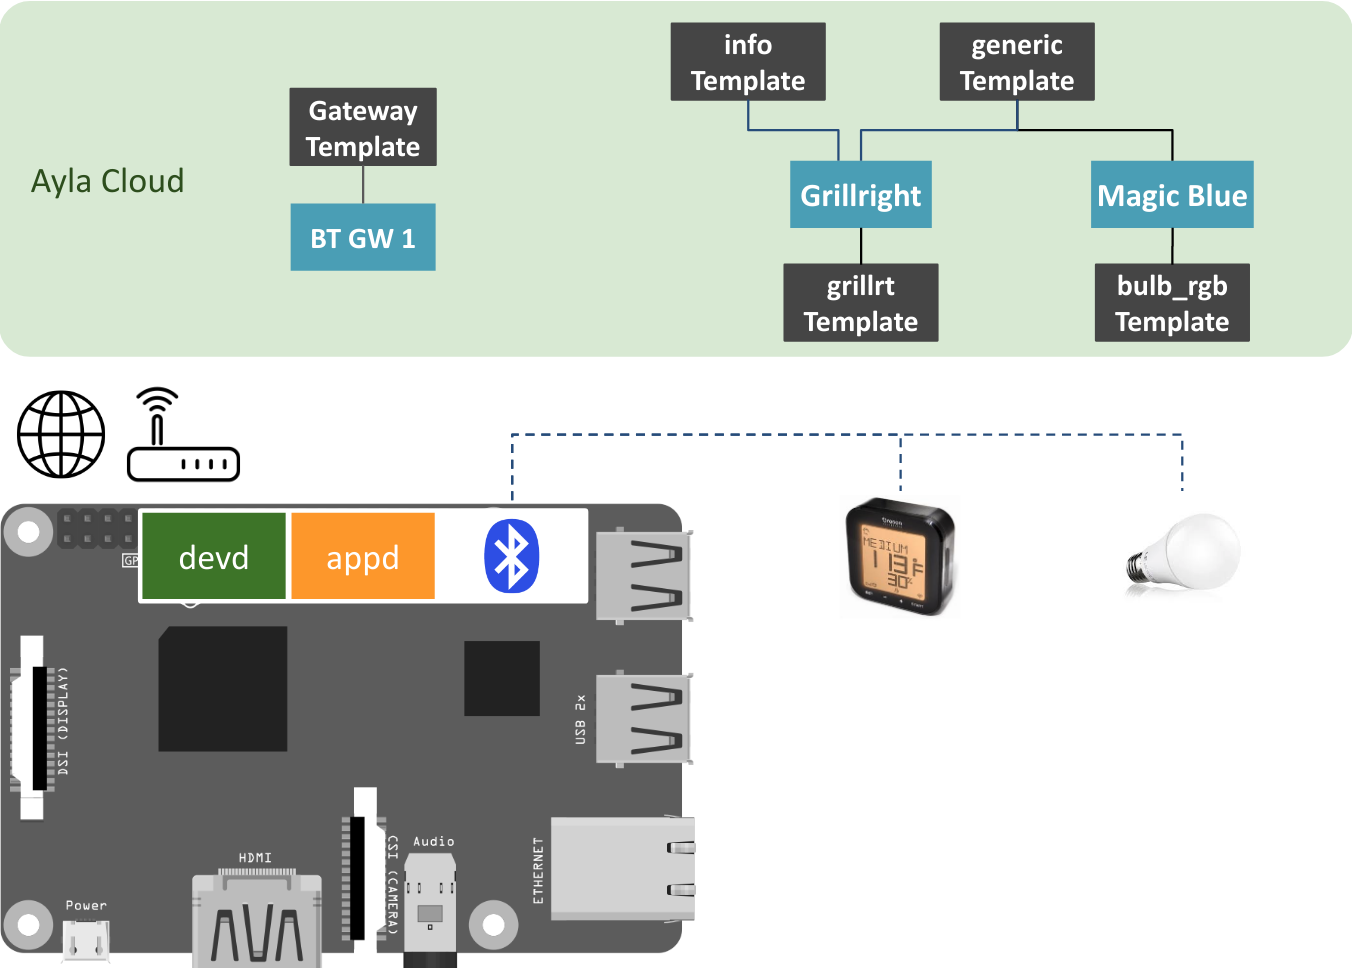 info
Template
generic
Template
Gateway
Template
Ayla Cloud
BT GW 1
Grillright
Magic Blue
grillrt
Template
bulb_rgb
Template
devd
appd
GP
MEDIUM
113°F
30%
DSI (DISPLAY)
USB 2x
ETHERNET
CSI (CAMERA)
Audio
HDMI
Power